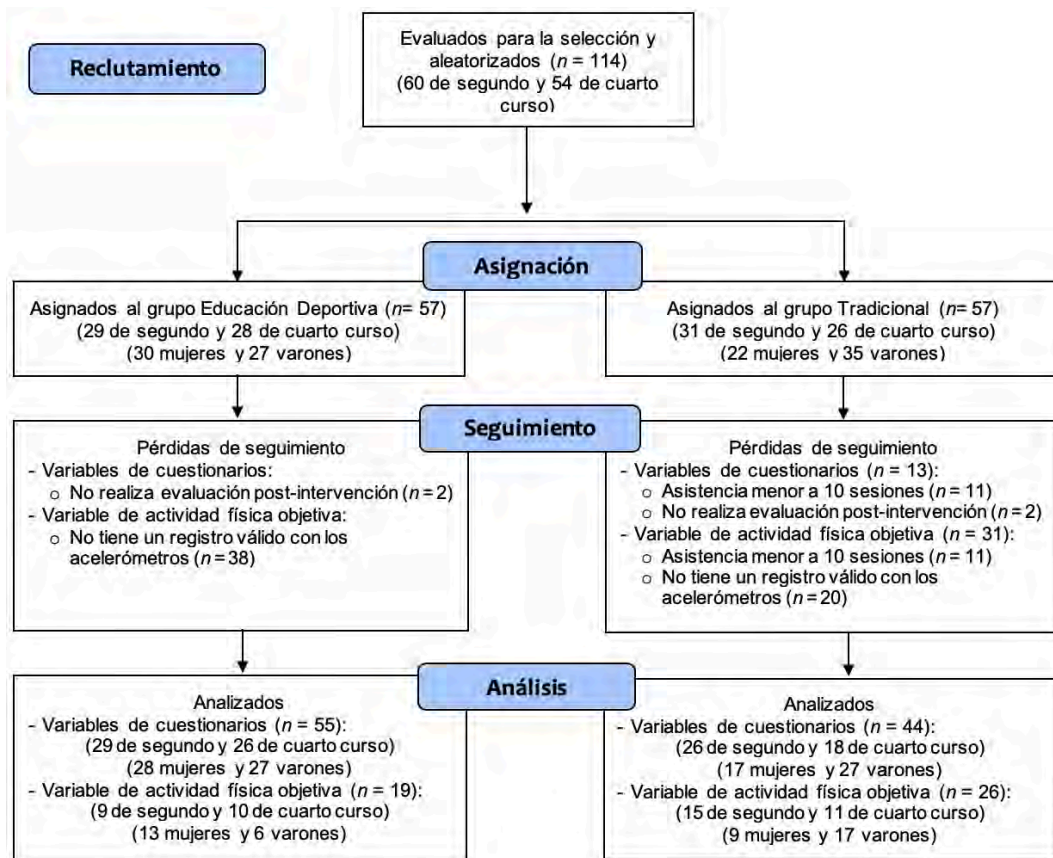 Reclutamiento
Evaluados para la selección y
aleatorizados (n = 114)
(60 de segundo y 54 de cuarto
curso)
Asignación
Asignados al grupo Educación Deportiva (n= 57)
(29 de segundo y 28 de cuarto curso)
(30 mujeres y 27 varones)
Asignados al grupo Tradicional (n= 57)
(31 de segundo y 26 de cuarto curso)
(22 mujeres y 35 varones)
Seguimiento
Pérdidas de seguimiento
- Variables de cuestionarios:
o No realiza evaluación post-intervención (n = 2)
- Variable de actividad física objetiva:
o No tiene un registro válido con los
acelerómetros (n = 38)
Pérdidas de seguimiento
- Variables de cuestionarios (n = 13):
o Asistencia menor a 10 sesiones (n = 11)
o No realiza evaluación post-intervención (n = 2)
- Variable de actividad física objetiva (n = 31):
o Asistencia menor a 10 sesiones (n = 11)
o No tiene un registro válido con los
acelerómetros (n = 20)
Análisis
Analizados
- Variables de cuestionarios (n = 55):
(29 de segundo y 26 de cuarto curso)
(28 mujeres y 27 varones)
- Variable de actividad física objetiva (n = 19):
(9 de segundo y 10 de cuarto curso)
(13 mujeres y 6 varones)
Analizados
- Variables de cuestionarios (n = 44):
(26 de segundo y 18 de cuarto curso)
(17 mujeres y 27 varones)
- Variable de actividad física objetiva (n = 26):
(15 de segundo y 11 de cuarto curso)
(9 mujeres y 17 varones)